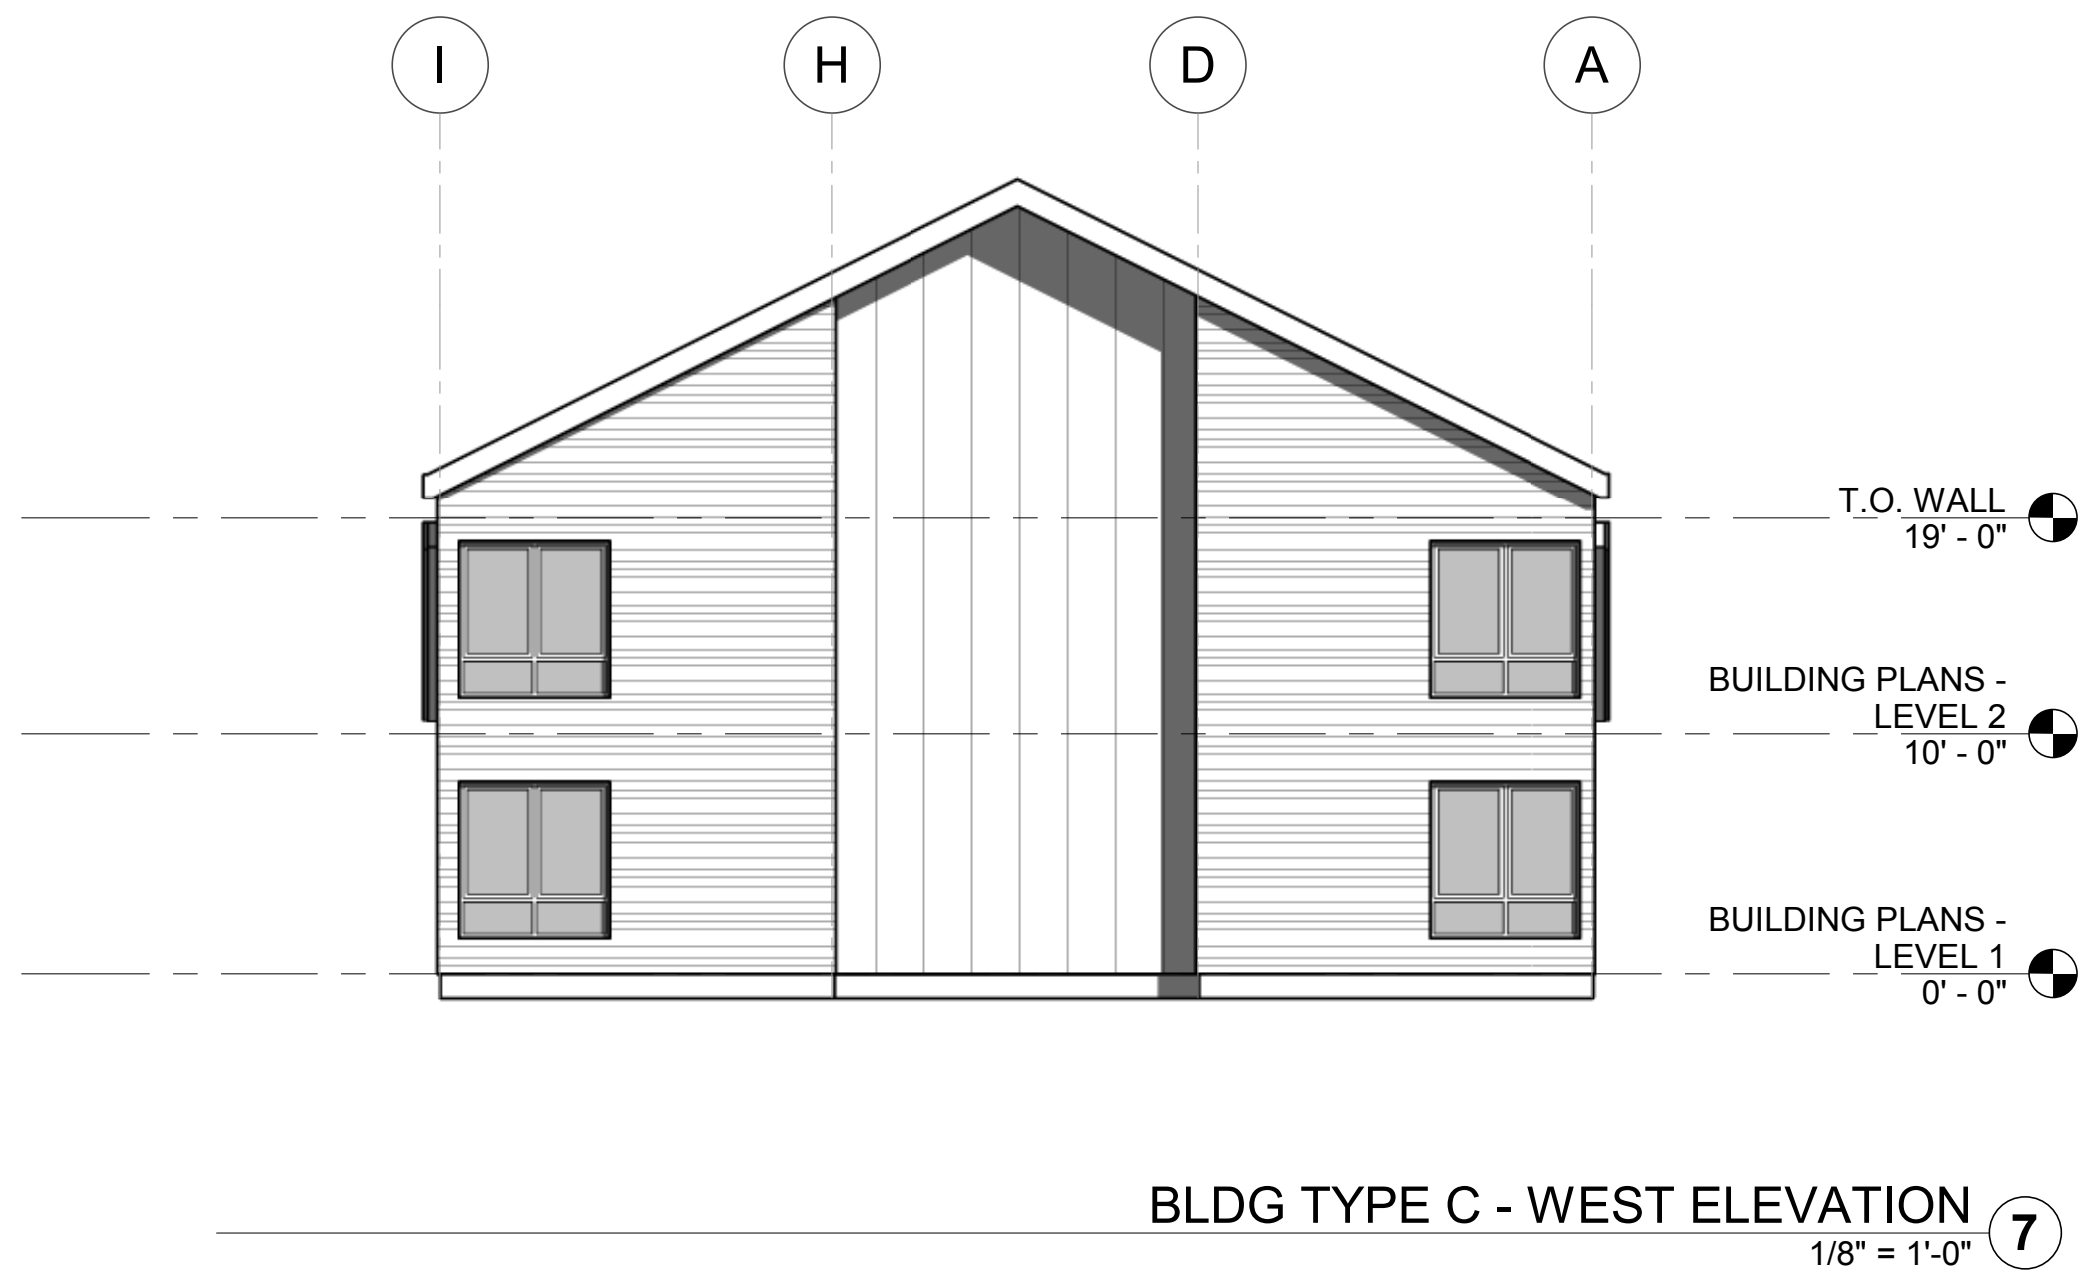 I
H
D
A
T.O. WALL
19' - 0"
BUILDING PLANS -
LEVEL 2
10' - 0"
BUILDING PLANS -
LEVEL 1
0' - 0"
BLDG TYPE C - WEST ELEVATION
7
1/8" = 1'-0"